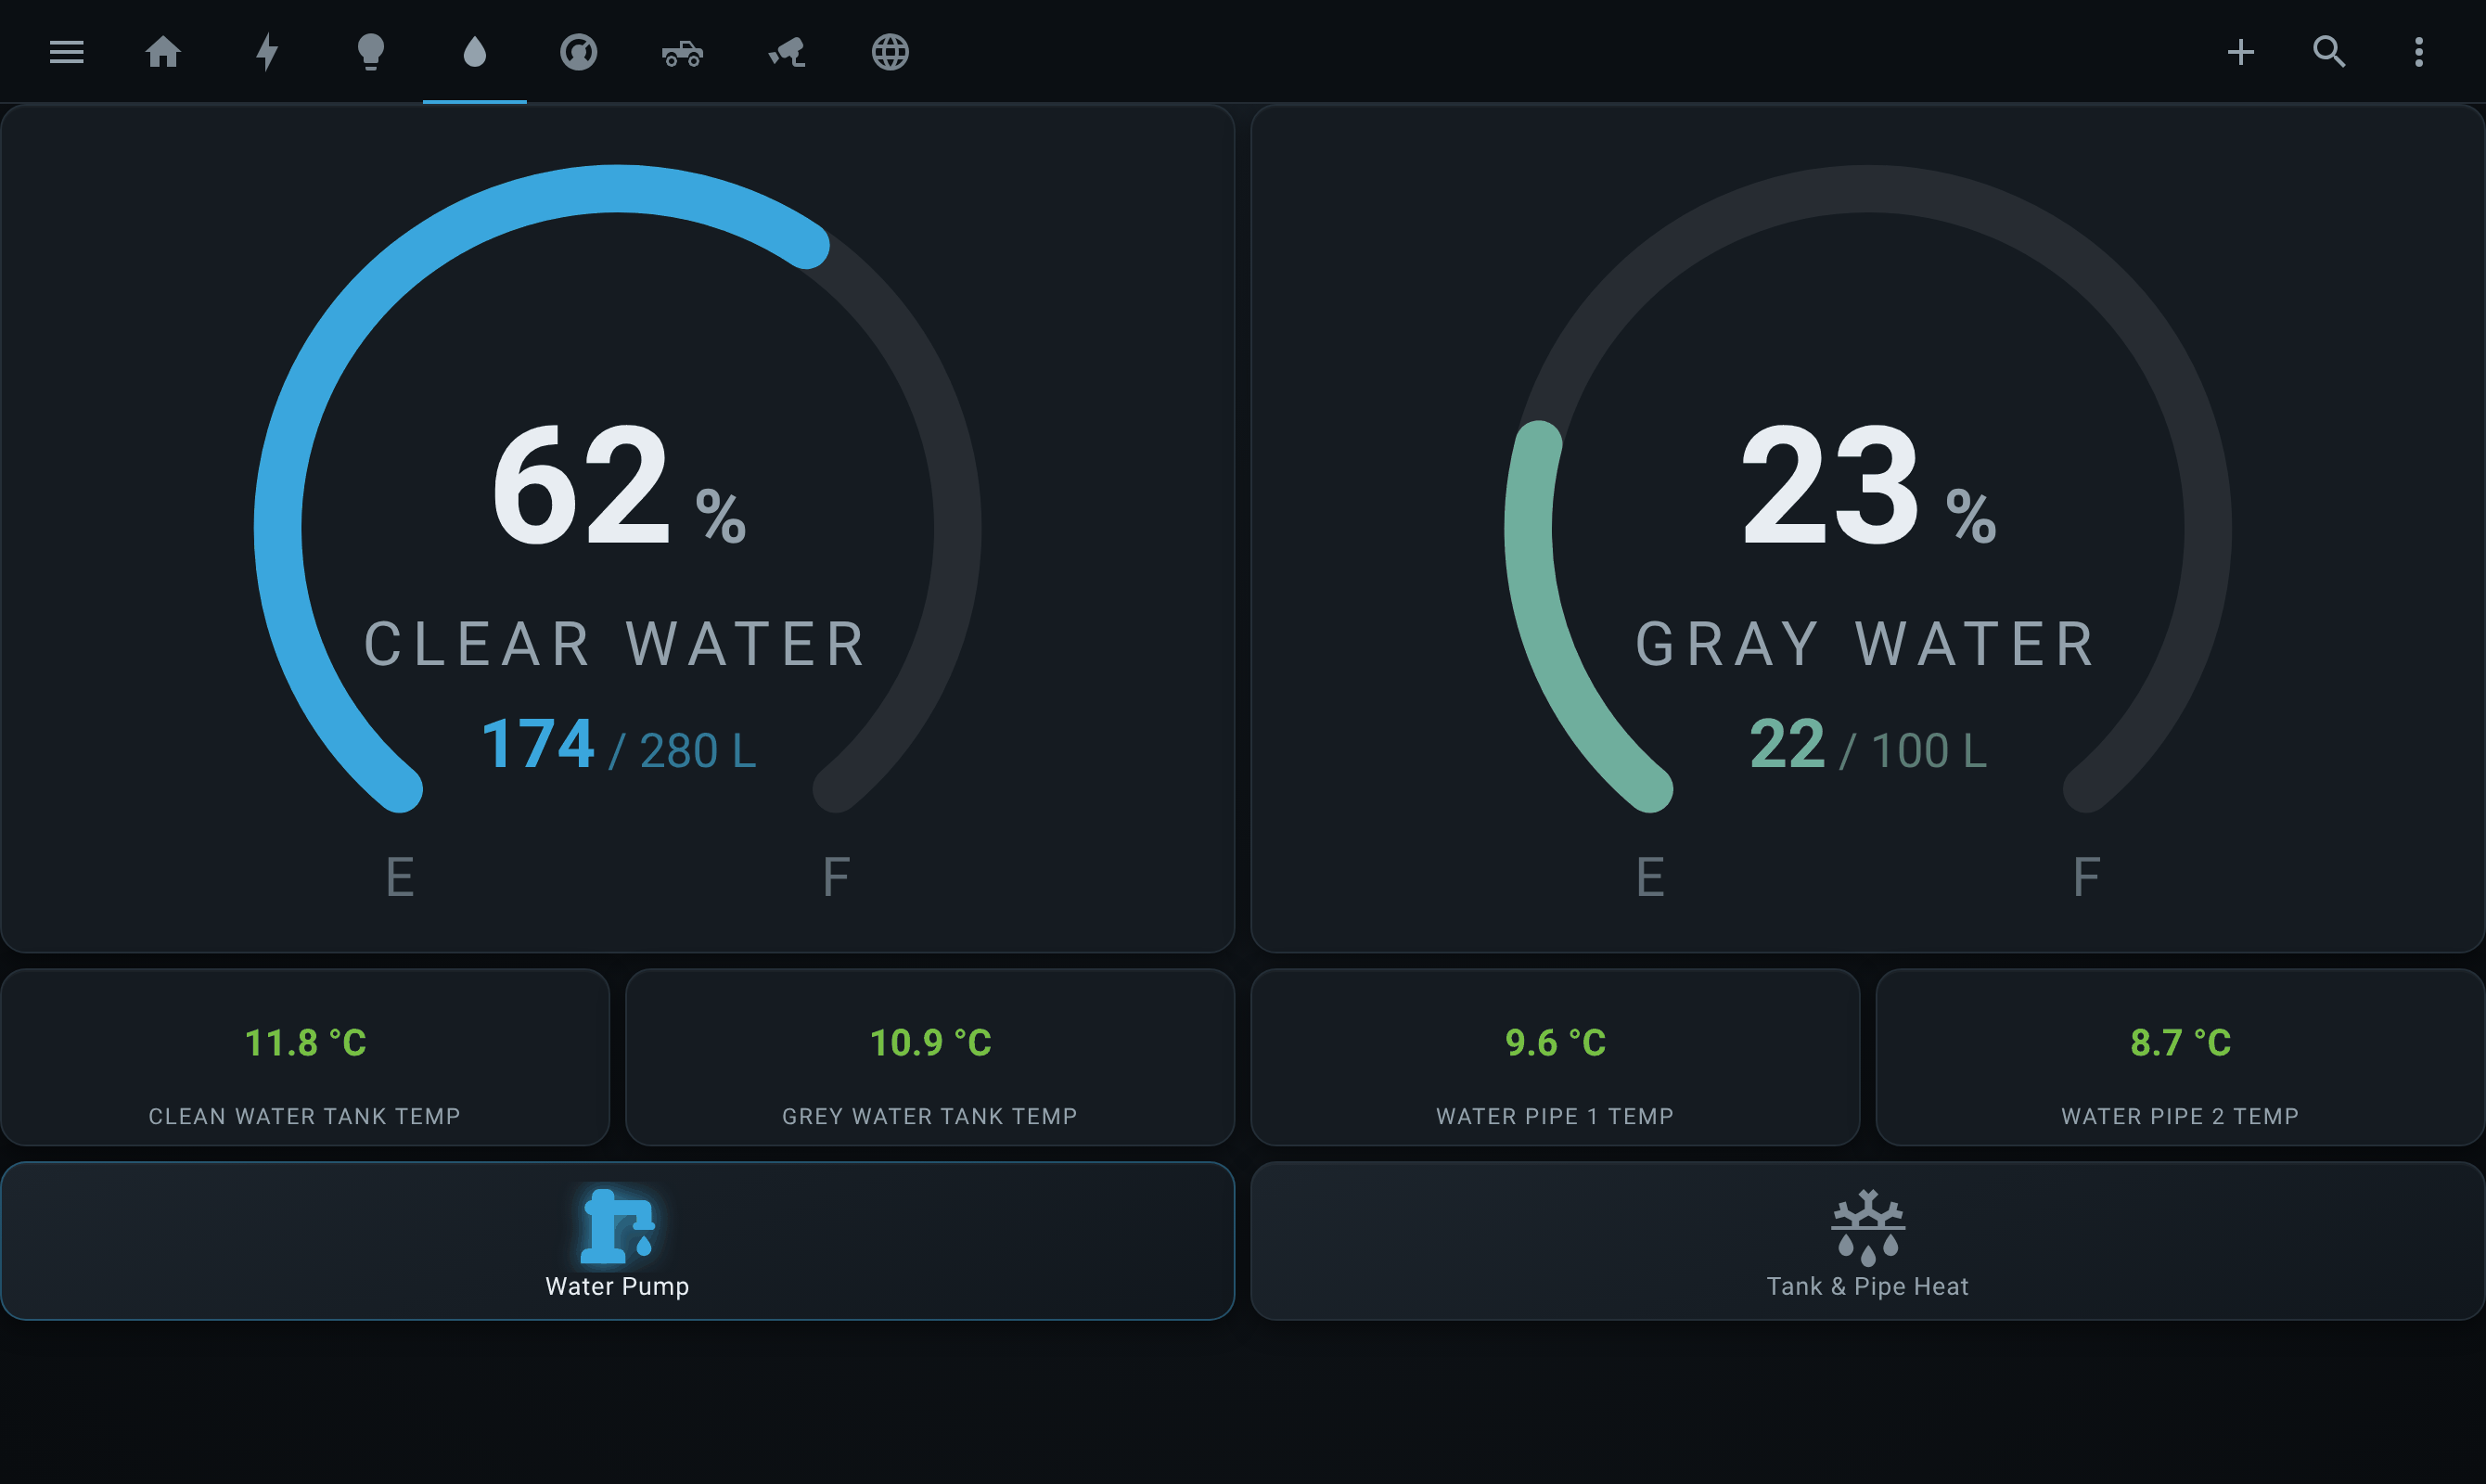 62 %
CLEAR WATER
174 / 280 L
E F
23 %
GRAY WATER
22 / 100 L
E F
11.8 °C
CLEAN WATER TANK TEMP
10.9 °C
GREY WATER TANK TEMP
9.6 °C
WATER PIPE 1 TEMP
8.7 °C
WATER PIPE 2 TEMP
Water Pump
Tank & Pipe Heat